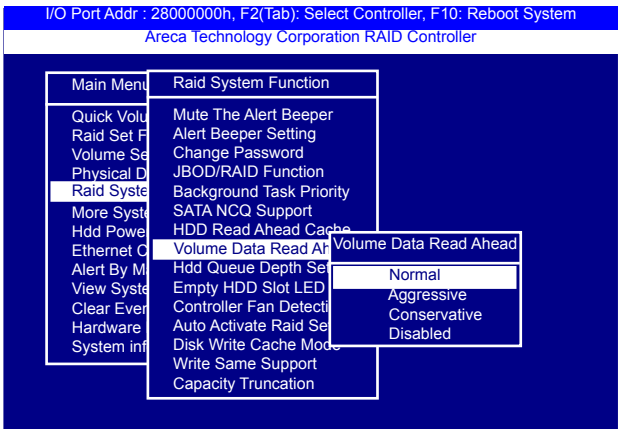 I/O Port Addr : 28000000h, F2(Tab): Select Controller, F10: Reboot System
Areca Technology Corporation RAID Controller
Main Menu
Quick Volu
Raid Set F
Volume Se
Physical D
Raid Syste
More Syste
Hdd Powe
Ethernet C
Alert By M
View Syste
Clear Even
Hardware
System inf
Raid System Function
Mute The Alert Beeper
Alert Beeper Setting
Change Password
JBOD/RAID Function
Background Task Priority
SATA NCQ Support
HDD Read Ahead Cache
Volume Data Read Ah
Hdd Queue Depth Set
Empty HDD Slot LED
Controller Fan Detecti
Auto Activate Raid Se
Disk Write Cache Mode
Write Same Support
Capacity Truncation
Volume Data Read Ahead
Normal
Aggressive
Conservative
Disabled